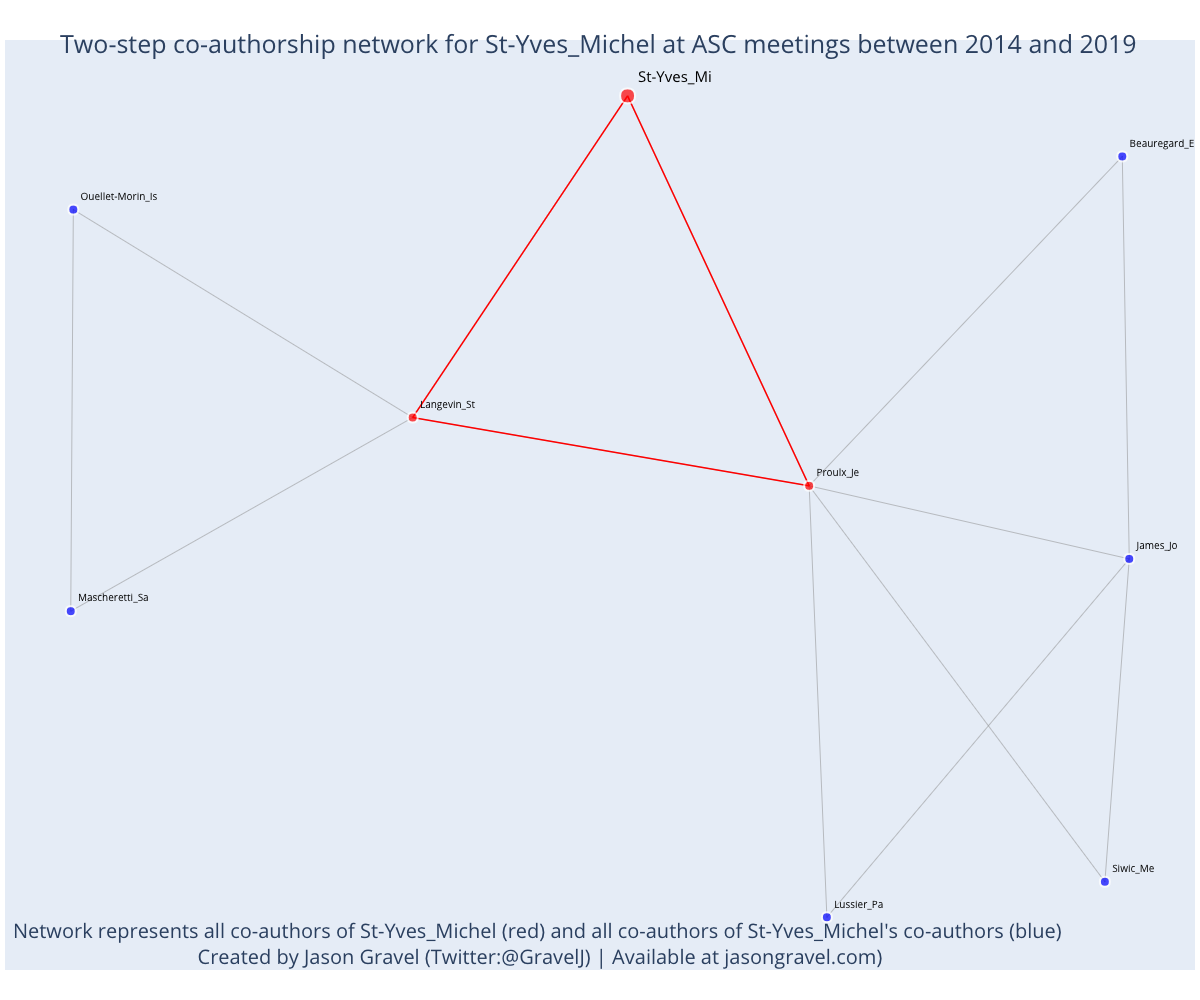 Two-step co-authorship network for St-Yves_Michel at ASC meetings between 2014 and 2019
St-Yves_Mi
Beauregard_E
Ouellet-Morin_Is
Langevin_St
Proulx_Je
James_Jo
Mascheretti_Sa
Siwic_Me
Lussier_Pa
Network represents all co-authors of St-Yves_Michel (red) and all co-authors of St-Yves_Michel's co-authors (blue)
Created by Jason Gravel (Twitter:@GravelJ) | Available at jasongravel.com)